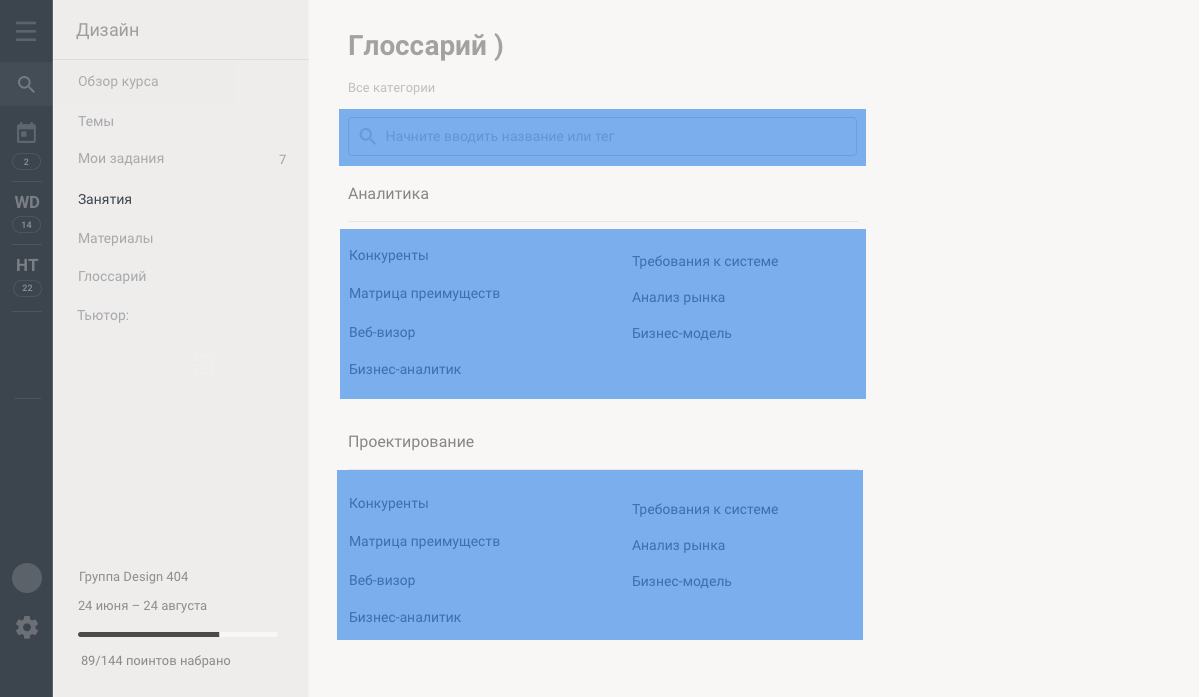 2
WD
14
HT
22
Дизайн
Обзор курса
Темы
Мои задания 7
Занятия
Материалы
Глоссарий
Тьютор:
Группа Design 404
24 июня – 24 августа
89/144 поинтов набрано
Глоссарий )
Все категории
Начните вводить название или тег
Аналитика
Конкуренты
Матрица преимуществ
Веб-визор
Бизнес-аналитик
Требования к системе
Анализ рынка
Бизнес-модель
Проектирование
Конкуренты
Матрица преимуществ
Веб-визор
Бизнес-аналитик
Требования к системе
Анализ рынка
Бизнес-модель